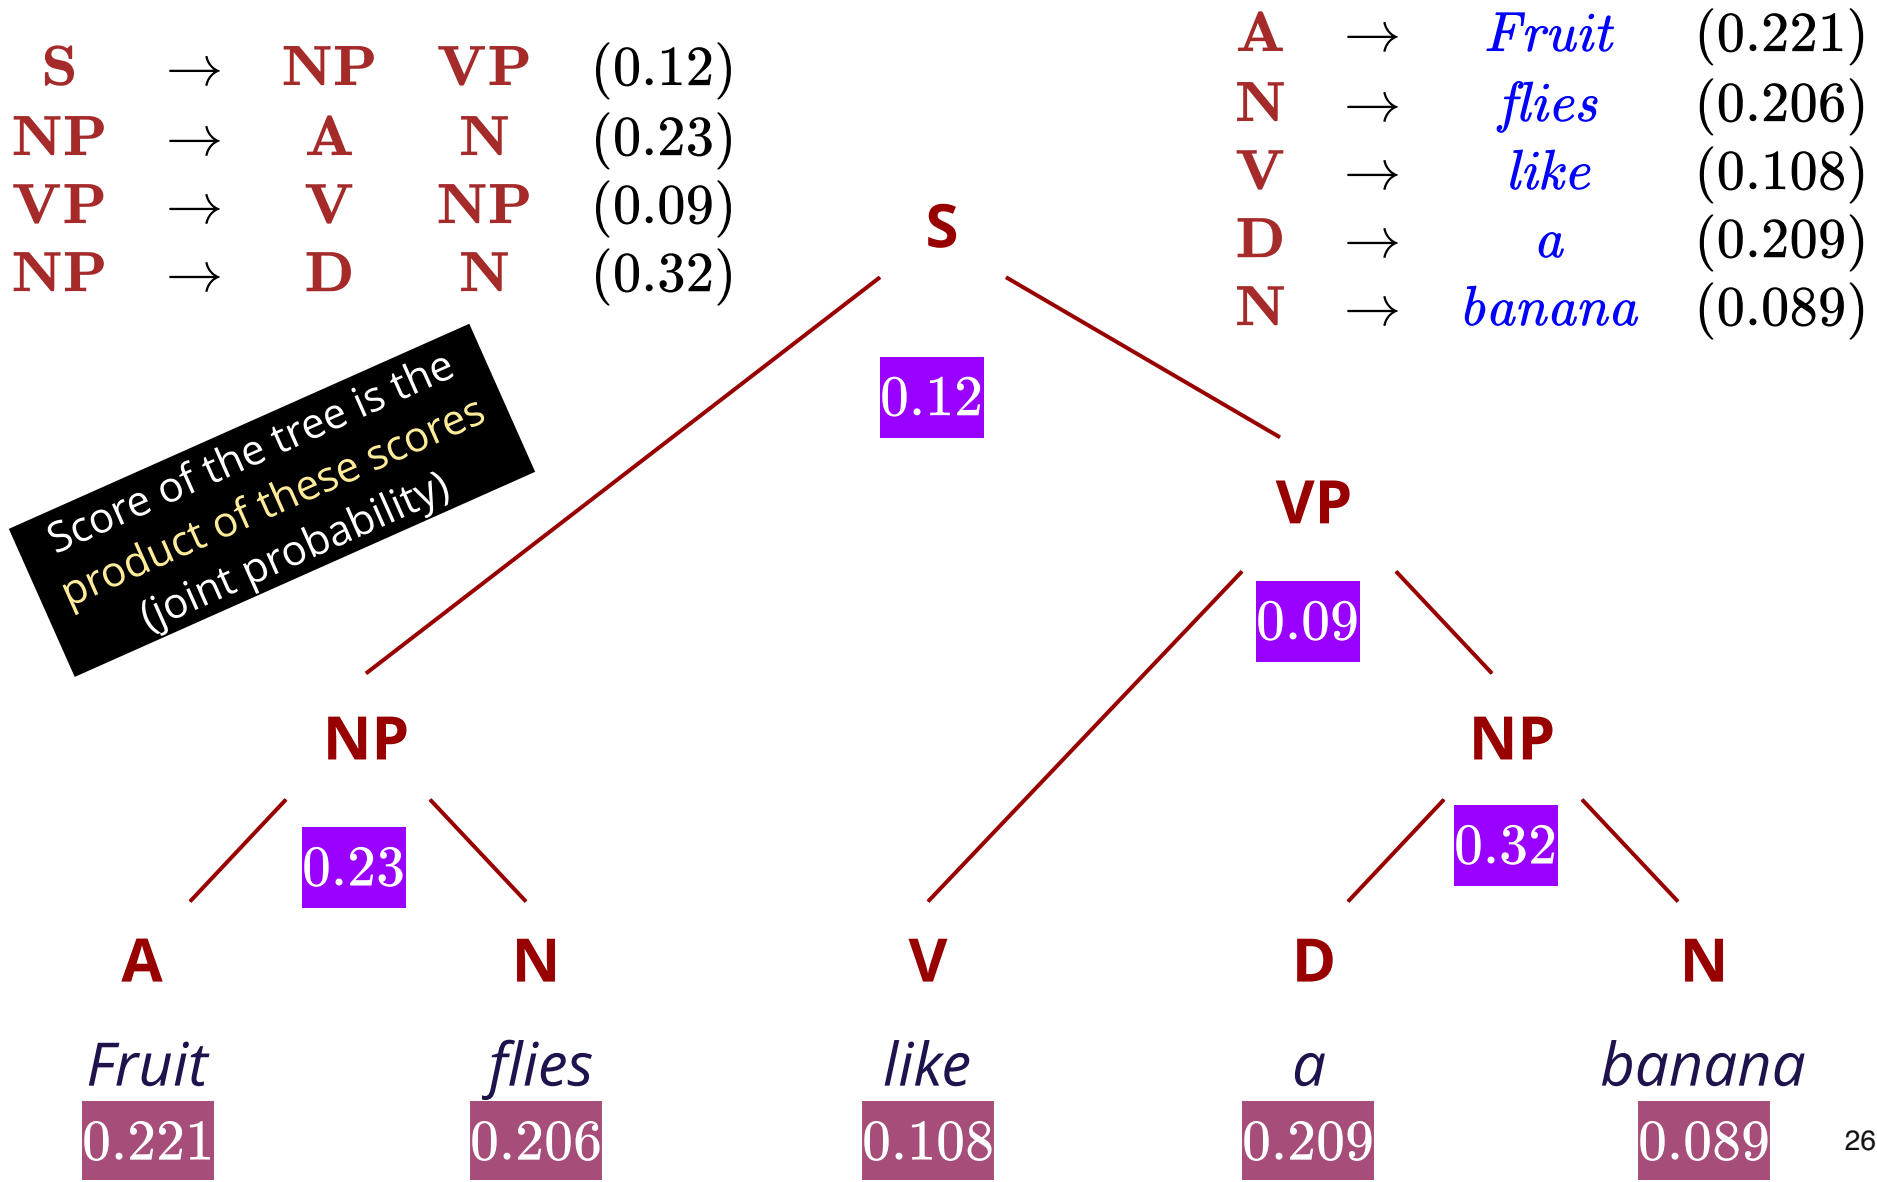 S → NP VP (0.12)
NP → A N (0.23)
VP → V NP (0.09)
NP → D N (0.32)
A → Fruit (0.221)
N → flies (0.206)
V → like (0.108)
D → a (0.209)
N → banana (0.089)
Score of the tree is the
product of these scores
(joint probability)
S
0.12
VP
0.09
NP NP
0.23 0.32
A N V D N
Fruit flies like a banana
0.221 0.206 0.108 0.209 0.089
26